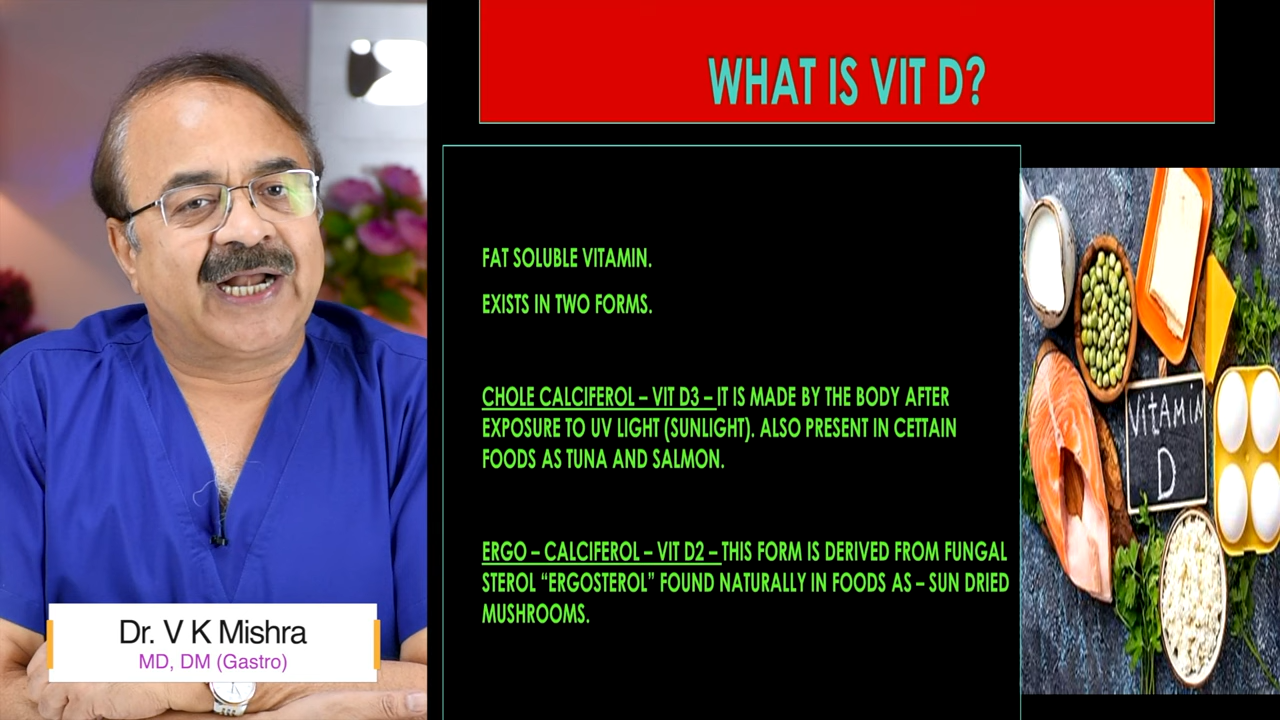 WHAT IS VIT D?
FAT SOLUBLE VITAMIN.
EXISTS IN TWO FORMS.
CHOLE CALCIFEROL – VIT D3 – IT IS MADE BY THE BODY AFTER
EXPOSURE TO UV LIGHT (SUNLIGHT). ALSO PRESENT IN CETTAIN
FOODS AS TUNA AND SALMON.
ERGO – CALCIFEROL – VIT D2 – THIS FORM IS DERIVED FROM FUNGAL
STEROL “ERGOSTEROL” FOUND NATURALLY IN FOODS AS – SUN DRIED
MUSHROOMS.
VITAMIN
D
Dr. V K Mishra
MD, DM (Gastro)